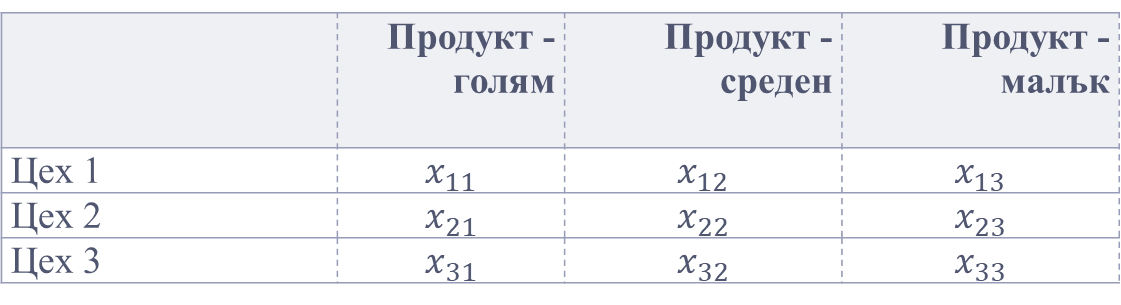 Продукт - Продукт - Продукт -
голям среден малък
Цех 1 x₁₁ x₁₂ x₁₃
Цех 2 x₂₁ x₂₂ x₂₃
Цех 3 x₃₁ x₃₂ x₃₃